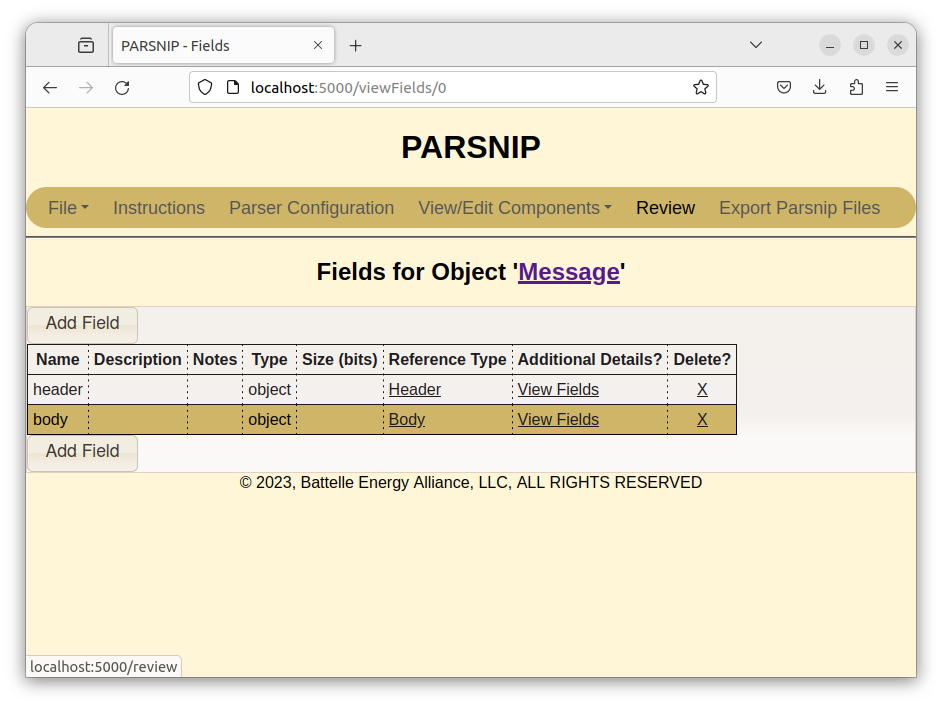 PARSNIP - Fields
localhost:5000/viewFields/0
PARSNIP
File Instructions Parser Configuration View/Edit Components Review Export Parsnip Files
Fields for Object 'Message'
Add Field
Name Description Notes Type Size (bits) Reference Type Additional Details? Delete?
header object Header View Fields X
body object Body View Fields X
Add Field
© 2023, Battelle Energy Alliance, LLC, ALL RIGHTS RESERVED
localhost:5000/review